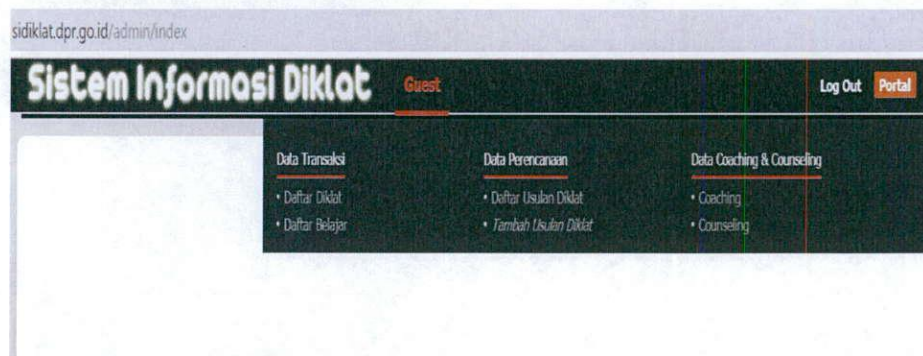 sidiklat.dpr.go.id/admin/index
Sistem Informasi Diklat Guest Log Out Portal
Data Transaksi Data Perencanaan Data Coaching & Counseling
• Daftar Diklat • Daftar Usulan Diklat • Coaching
• Daftar Belajar • Tambah Usulan Diklat • Counseling